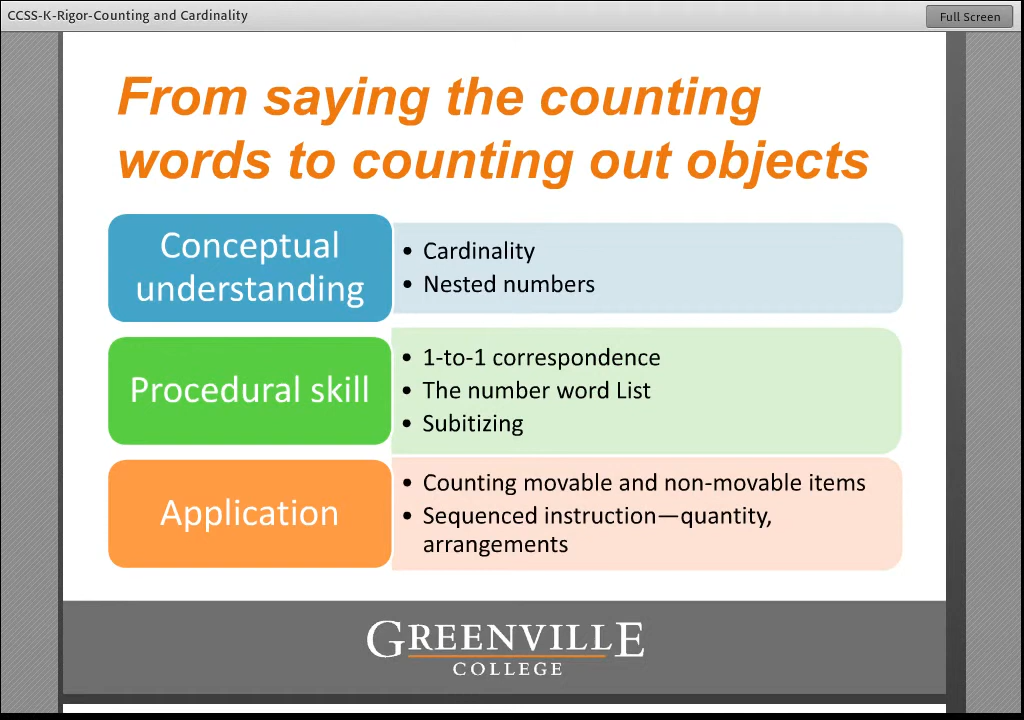 CCSS-K-Rigor-Counting and Cardinality
Full Screen
From saying the counting
words to counting out objects
Conceptual
understanding
• Cardinality
• Nested numbers
Procedural skill
• 1-to-1 correspondence
• The number word List
• Subitizing
Application
• Counting movable and non-movable items
• Sequenced instruction—quantity,
arrangements
GREENVILLE
COLLEGE